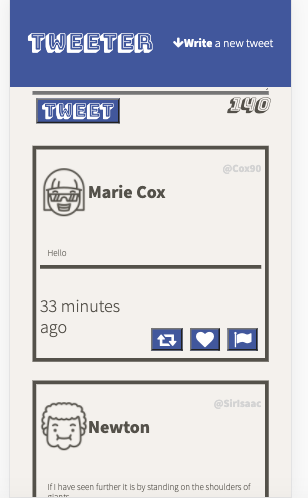 TWEETER
Write a new tweet
TWEET
140
@Cox90
Marie Cox
Hello
33 minutes
ago
@SirIsaac
Newton
If I have seen further it is by standing on the shoulders of
giants